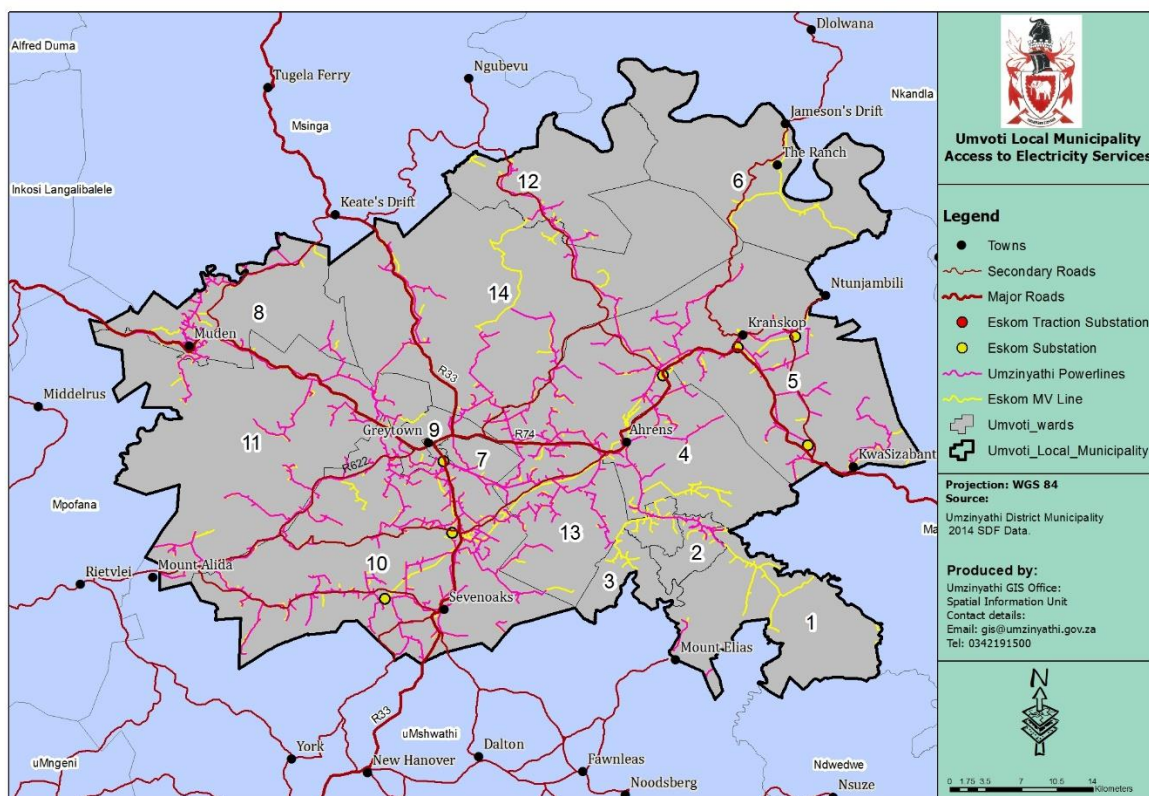 Alfred Duma
Dlolwana
Tugela Ferry
Ngubevu
Nkandla
Msinga
Jameson's Drift
The Ranch
12
6
Inkosi Langalibalele
Keate's Drift
Ntunjambili
14
8
Kranskop
Muden
5
R33
Middelrus
Greytown
9
R74
Ahrens
11
7
4
R622
KwaSizabant
Mpofana
Ma
13
2
10
3
Rietvlei
Mount Alida
Sevenoaks
1
Mount Elias
R33
uMshwathi
York
Dalton
uMngeni
New Hanover
Fawnleas
Ndwedwe
Noodsberg
Nsuze
Umvoti Local Municipality
Access to Electricity Services
Legend
Towns
Secondary Roads
Major Roads
Eskom Traction Substation
Eskom Substation
Umzinyathi Powerlines
Eskom MV Line
Umvoti_wards
Umvoti_Local_Municipality
Projection: WGS 84
Source:
Umzinyathi District Municipality
2014 SDF Data.
Produced by:
Umzinyathi GIS Office:
Spatial Information Unit
Contact details:
Email: gis@umzinyathi.gov.za
Tel: 0342191500
N
0 1.75 3.5 7 10.5 14
Kilometers